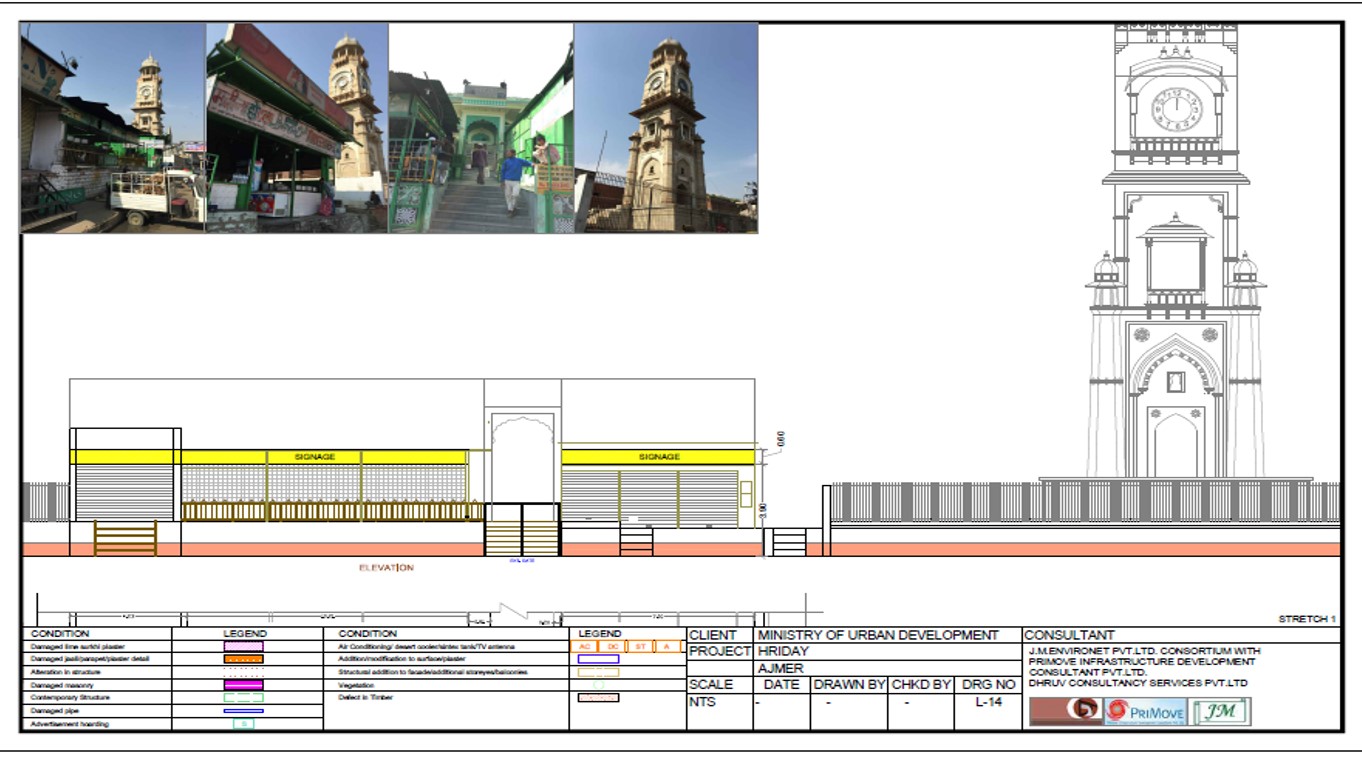 SIGNAGE
SIGNAGE
0.60
3.90
ELEVATION
STRETCH 1
CONDITION
LEGEND
Damaged lime surkhi plaster
Damaged jaali/parapet/plaster detail
Alteration in structure
Damaged masonry
Contemporary Structure
Damaged pipe
Advertisement hoarding
CONDITION
LEGEND
Air Conditioning/ desert cooler/sintex tank/TV antenna
AC DC ST A
Addition/modification to surface/plaster
Structural addition to facade/additional storeyes/balconies
Vegetation
Defect in Timber
CLIENT
MINISTRY OF URBAN DEVELOPMENT
PROJECT
HRIDAY
AJMER
SCALE
DATE
DRAWN BY
CHKD BY
DRG NO
NTS
-
-
-
L-14
CONSULTANT
J.M.ENVIRONET PVT.LTD. CONSORTIUM WITH
PRIMOVE INFRASTRUCTURE DEVELOPMENT
CONSULTANT PVT.LTD.
DHRUV CONSULTANCY SERVICES PVT.LTD
PRIMOVE
JM